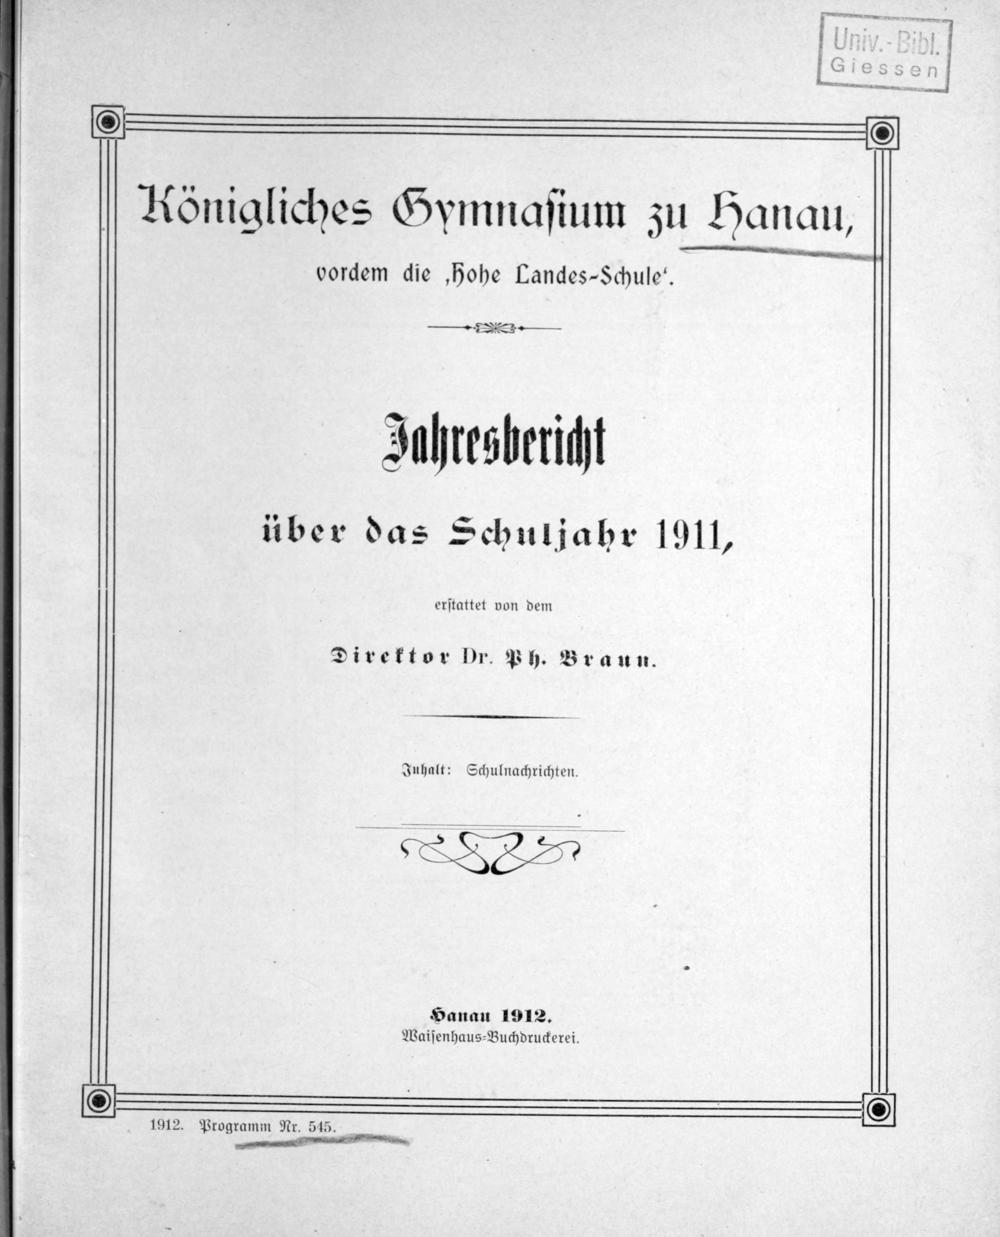 Univ.-Bibl.
Giessen
Königliches Gymnasium zu Hanau,
vordem die ‚Hohe Landes-Schule‘.
Jahresbericht
über das Schuljahr 1911,
erstattet von dem
Direktor Dr. Ph. Braun.
Inhalt: Schulnachrichten.
Hanau 1912.
Waisenhaus-Buchdruckerei.
1912. Programm Nr. 545.